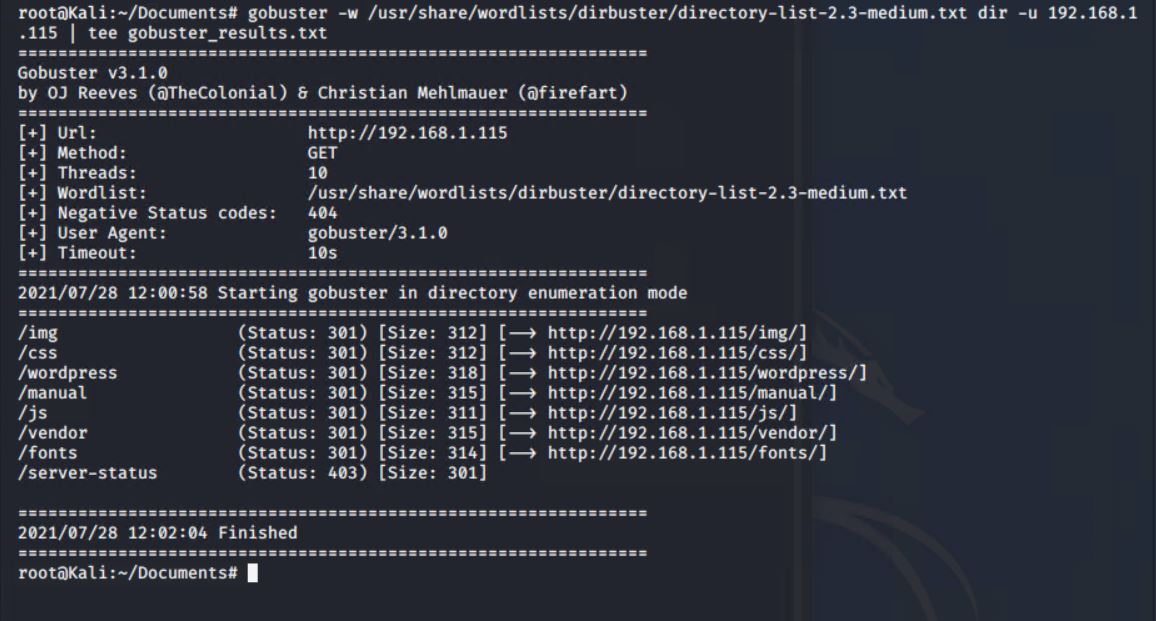 root@Kali:~/Documents# gobuster -w /usr/share/wordlists/dirbuster/directory-list-2.3-medium.txt dir -u 192.168.1
.115 | tee gobuster_results.txt
===============================================================
Gobuster v3.1.0
by OJ Reeves (@TheColonial) & Christian Mehlmauer (@firefart)
===============================================================
[+] Url:                     http://192.168.1.115
[+] Method:                  GET
[+] Threads:                 10
[+] Wordlist:                /usr/share/wordlists/dirbuster/directory-list-2.3-medium.txt
[+] Negative Status codes:   404
[+] User Agent:              gobuster/3.1.0
[+] Timeout:                 10s
===============================================================
2021/07/28 12:00:58 Starting gobuster in directory enumeration mode
===============================================================
/img                  (Status: 301) [Size: 312] [--> http://192.168.1.115/img/]
/css                  (Status: 301) [Size: 312] [--> http://192.168.1.115/css/]
/wordpress            (Status: 301) [Size: 318] [--> http://192.168.1.115/wordpress/]
/manual               (Status: 301) [Size: 315] [--> http://192.168.1.115/manual/]
/js                   (Status: 301) [Size: 311] [--> http://192.168.1.115/js/]
/vendor               (Status: 301) [Size: 315] [--> http://192.168.1.115/vendor/]
/fonts                (Status: 301) [Size: 314] [--> http://192.168.1.115/fonts/]
/server-status        (Status: 403) [Size: 301]
===============================================================
2021/07/28 12:02:04 Finished
===============================================================
root@Kali:~/Documents#